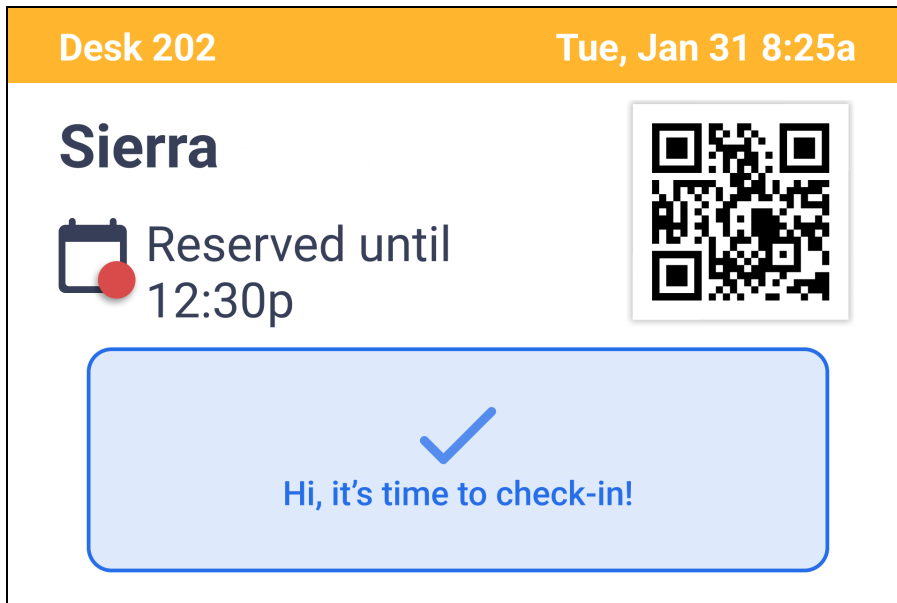 Desk 202
Tue, Jan 31 8:25a
Sierra
Reserved until
12:30p
Hi, it’s time to check-in!